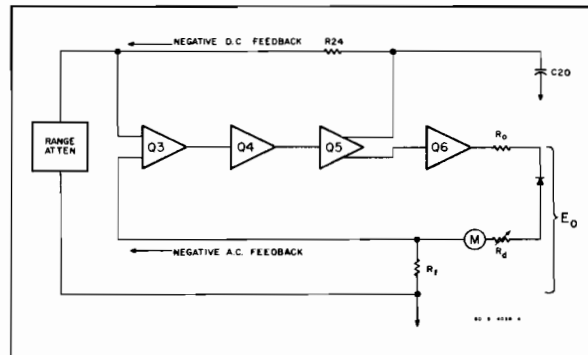 NEGATIVE D.C FEEDBACK
R24
C20
RANGE
ATTEN
Q3
Q4
Q5
Q6
Ro
Eo
M
Rd
NEGATIVE A.C. FEEDBACK
Rf